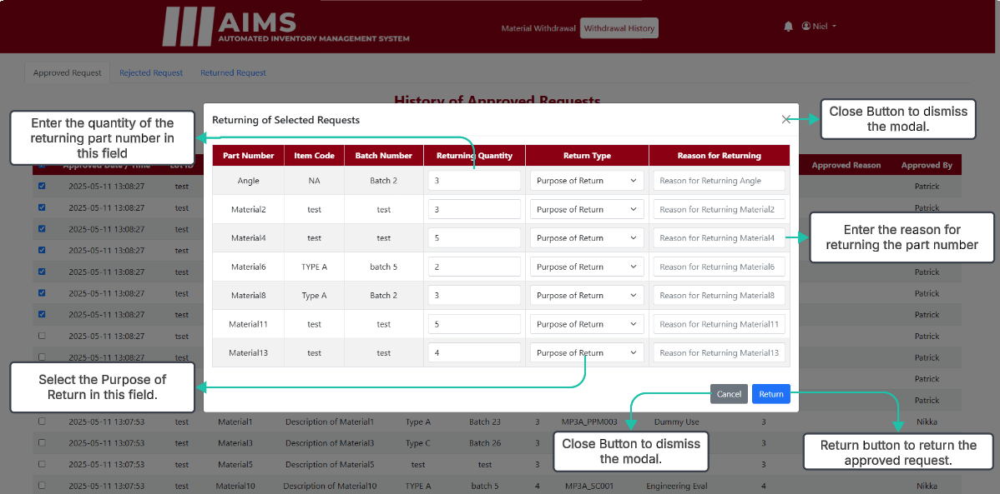 AIMS
AUTOMATED INVENTORY MANAGEMENT SYSTEM
Material Withdrawal Withdrawal History
Niel
Approved Request Rejected Request Returned Request
History of Approved Requests
Enter the quantity of the
returning part number in
this field
Returning of Selected Requests
Close Button to dismiss
the modal.
Part Number Item Code Batch Number Returning Quantity Return Type Reason for Returning
Approved Date / Time Lot ID Approved Reason Approved By
Angle NA Batch 2 3 Purpose of Return Reason for Returning Angle
2025-05-11 13:08:27 test Patrick
Material2 test test 3 Purpose of Return Reason for Returning Material2
2025-05-11 13:08:27 test Patrick
Material4 test test 5 Purpose of Return Reason for Returning Material4
2025-05-11 13:08:27 test
Enter the reason for
returning the part number
2025-05-11 13:08:27 test
Material6 TYPE A batch 5 2 Purpose of Return Reason for Returning Material6
2025-05-11 13:08:27 test Patrick
Material8 Type A Batch 2 3 Purpose of Return Reason for Returning Material8
2025-05-11 13:08:27 test Patrick
2025-05-11 13:08:27 test Patrick
Material11 test test 5 Purpose of Return Reason for Returning Material11
2025-05-11 13:08:27 tset Patrick
Material13 test test 4 Purpose of Return Reason for Returning Material13
2025-05-11 13:08:27 test Patrick
Patrick
Select the Purpose of
Return in this field.
Cancel Return
Patrick
2025-05-11 13:07:53 test Material1 Description of Material1 Type A Batch 23 3 MP3A_PPM003 Dummy Use 3 Nikka
2025-05-11 13:07:53 test Material3 Description of Material3 Type C Batch 26 3 3
2025-05-11 13:07:53 test Material5 Description of Material5 test test 3 3
Close Button to dismiss
the modal.
Return button to return the
approved request.
2025-05-11 13:07:53 test Material10 Description of Material10 TYPE A batch 5 4 MP3A_SC001 Engineering Eval 4 Nikka